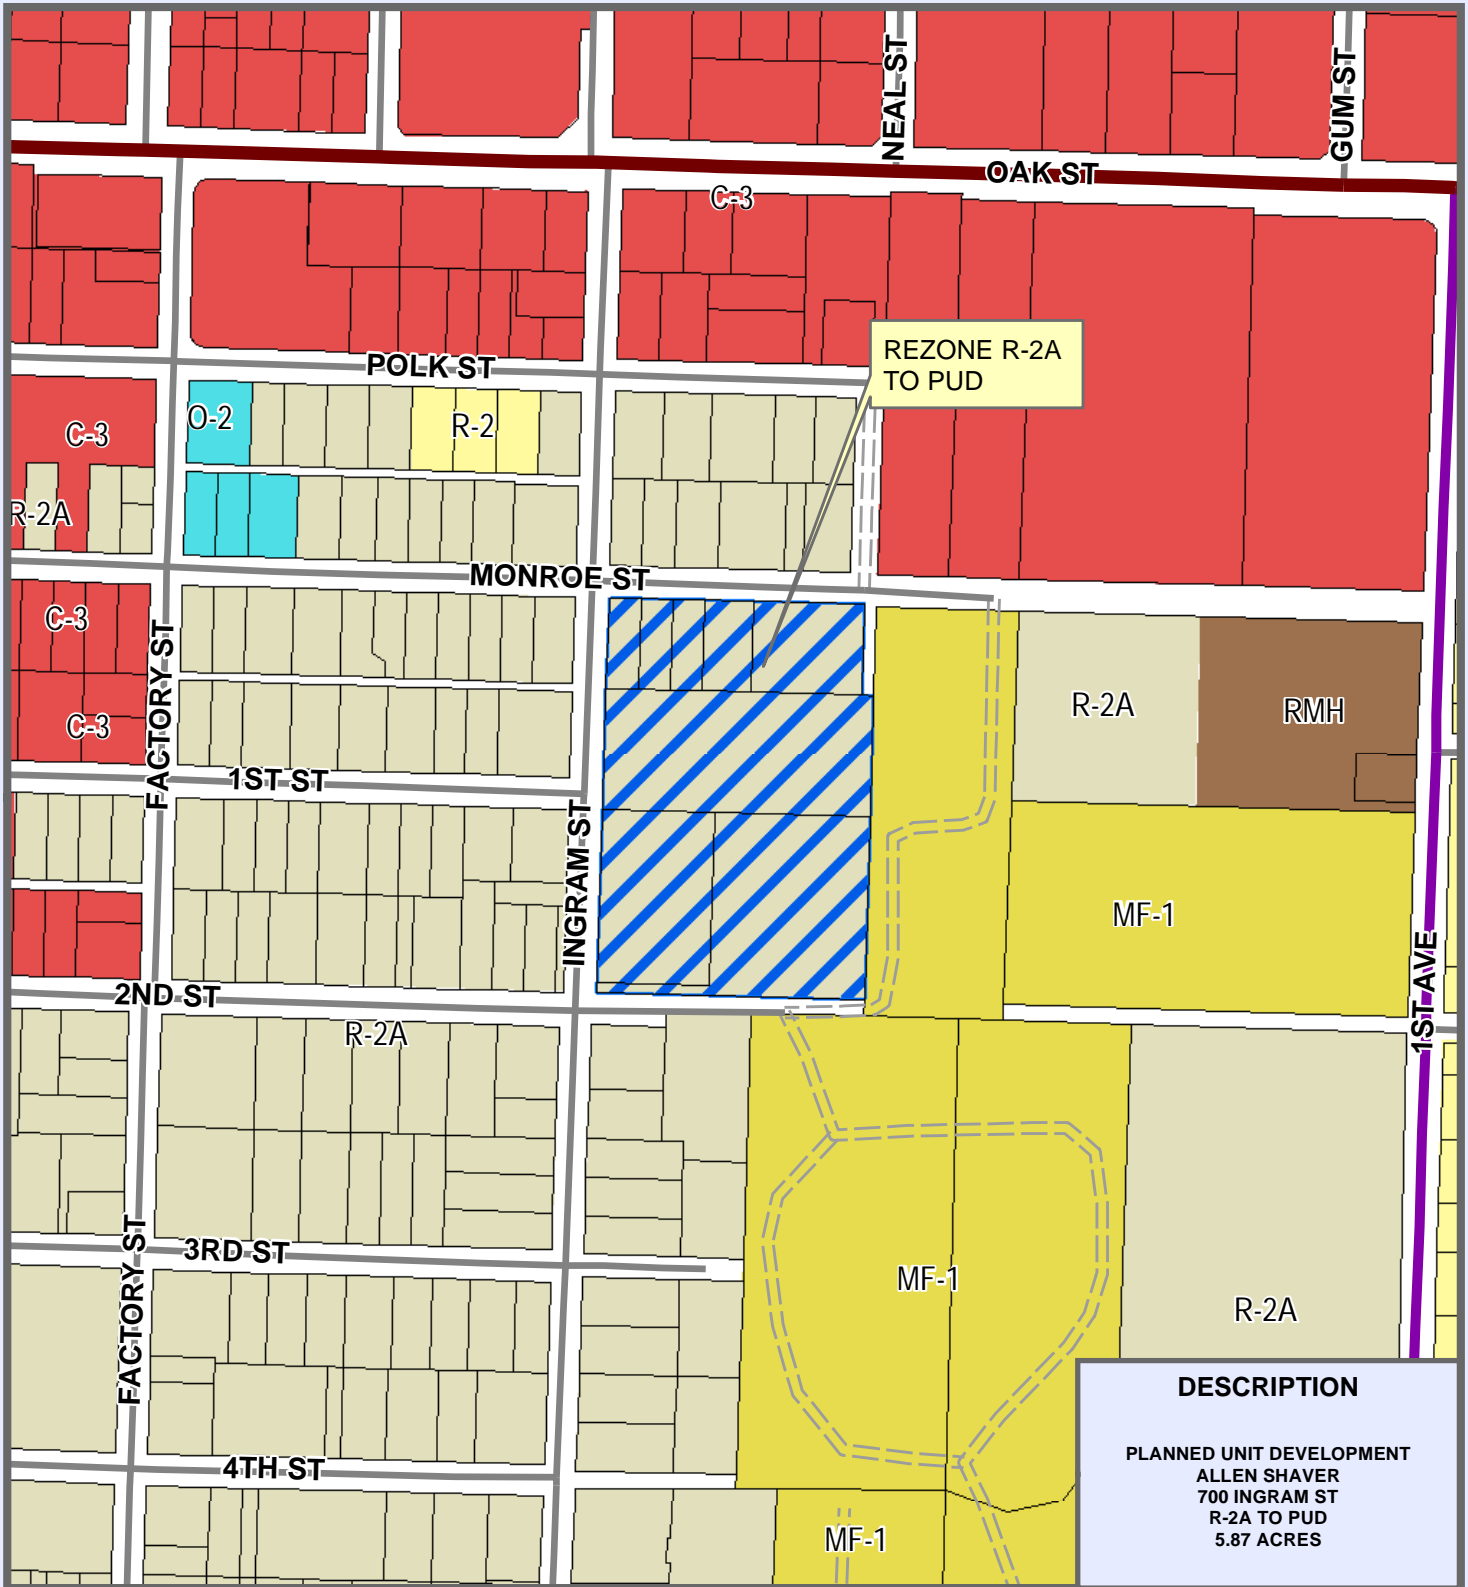 NEAL ST
GUM ST
OAK ST
C-3
REZONE R-2A
TO PUD
POLK ST
O-2
R-2
C-3
R-2A
MONROE ST
C-3
FACTORY ST
R-2A
RMH
C-3
1ST ST
INGRAM ST
MF-1
1ST AVE
2ND ST
R-2A
FACTORY ST
3RD ST
MF-1
R-2A
4TH ST
MF-1
DESCRIPTION
PLANNED UNIT DEVELOPMENT
ALLEN SHAVER
700 INGRAM ST
R-2A TO PUD
5.87 ACRES